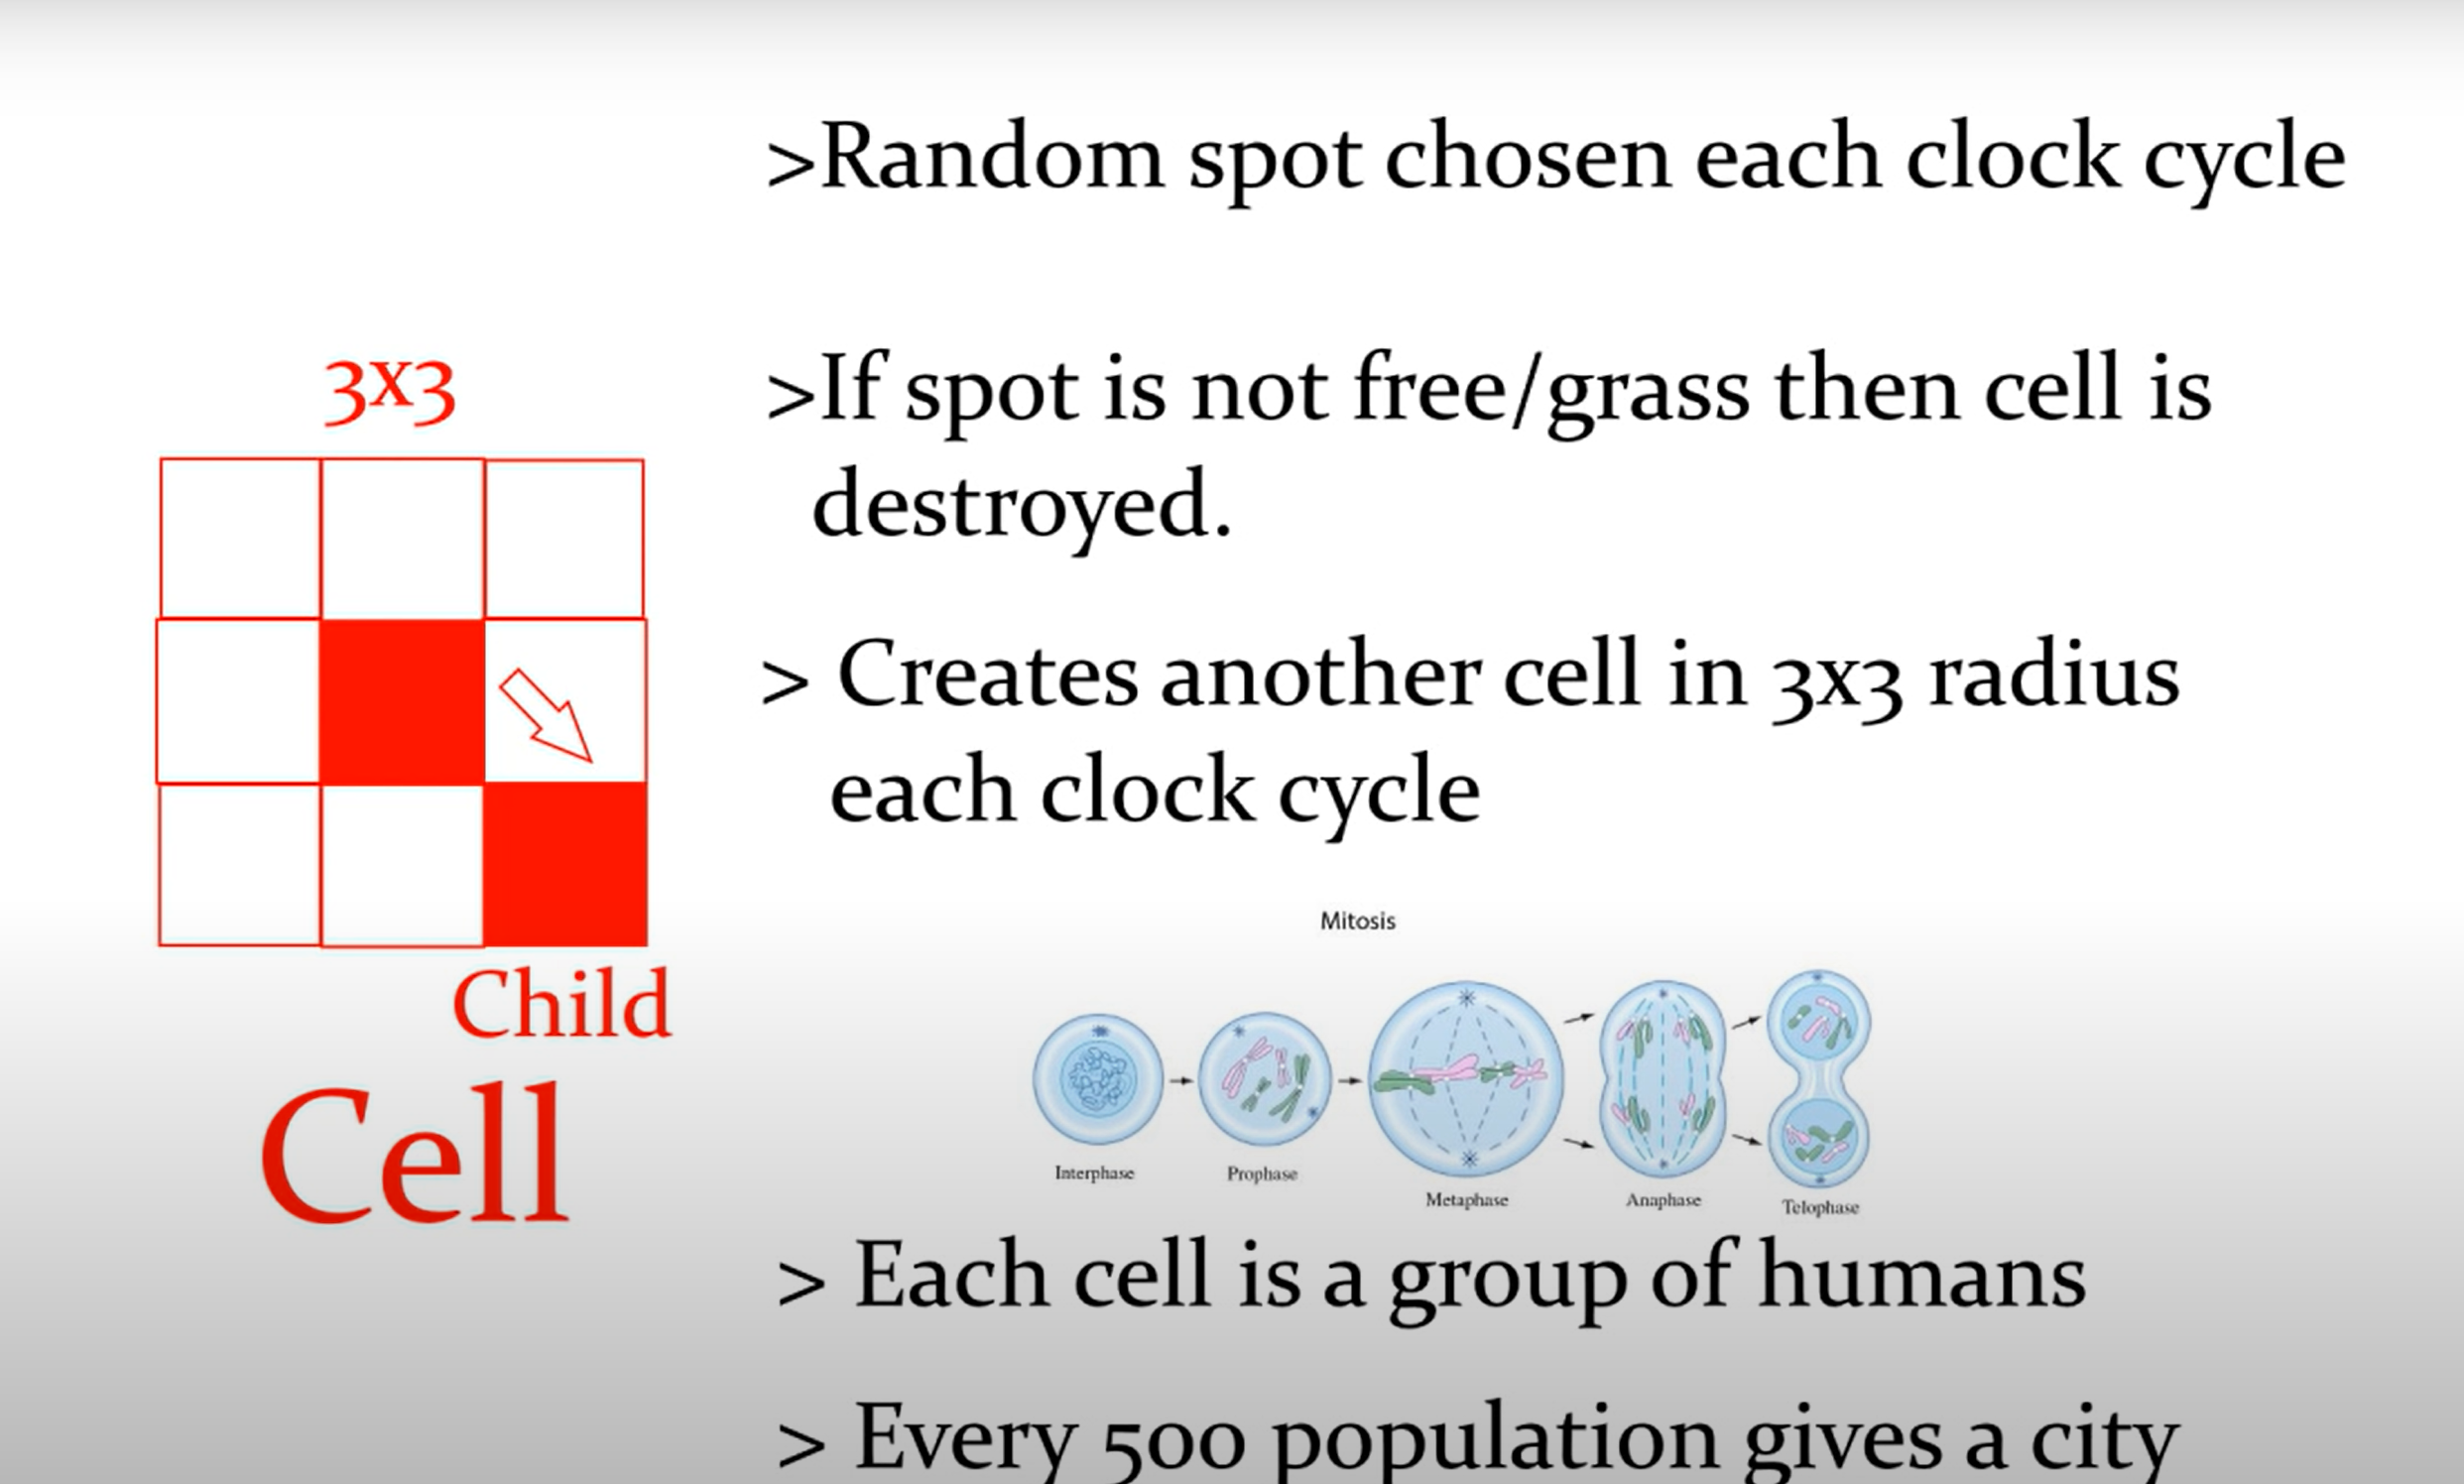 >Random spot chosen each clock cycle
3x3
>If spot is not free/grass then cell is
destroyed.
> Creates another cell in 3x3 radius
each clock cycle
Child
Cell
Mitosis
Interphase
Prophase
Metaphase
Anaphase
Telophase
> Each cell is a group of humans
> Every 500 population gives a city